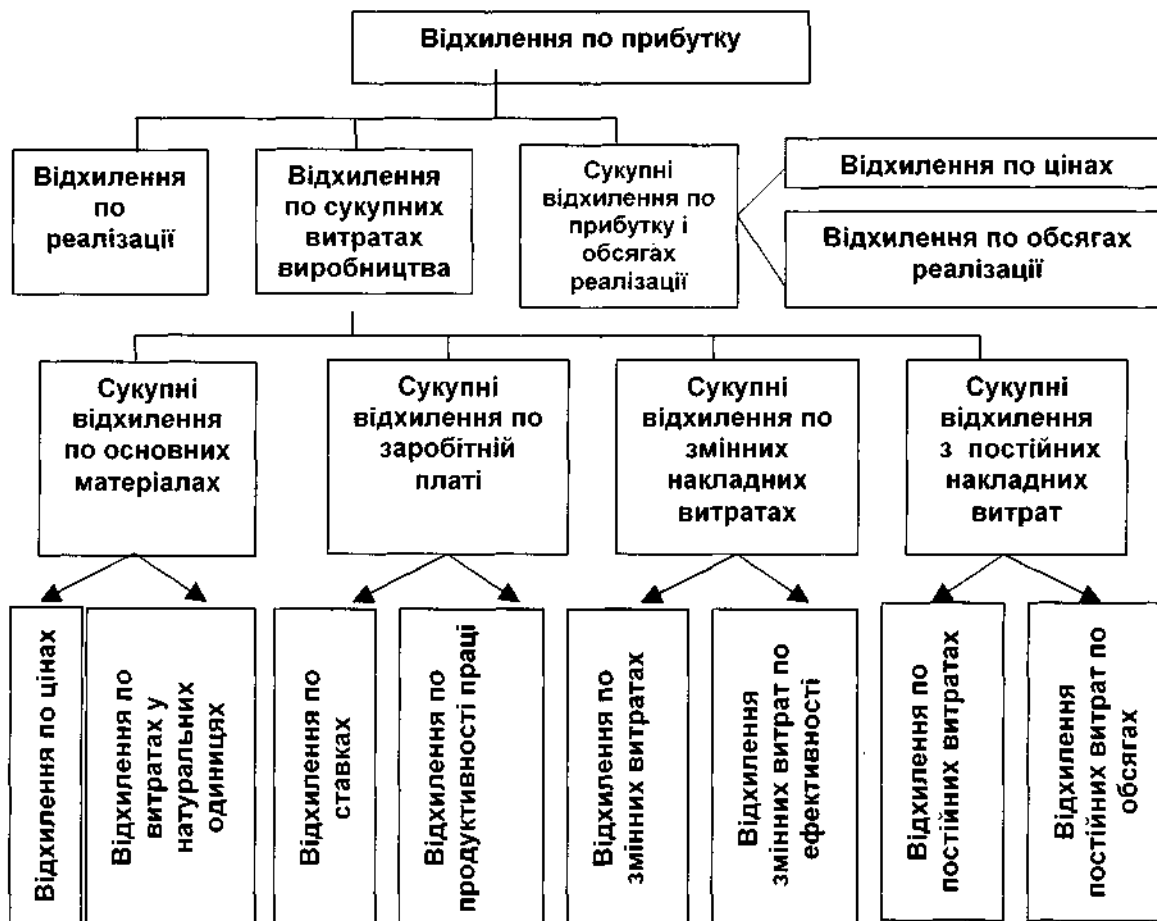 Відхилення по прибутку
Відхилення
по
реалізації
Відхилення
по сукупних
витратах
виробництва
Сукупні
відхилення по
прибутку і
обсягах
реалізації
Відхилення по цінах
Відхилення по обсягах
реалізації
Сукупні
відхилення
по основних
матеріалах
Сукупні
відхилення по
заробітній
платі
Сукупні
відхилення по
змінних
накладних
витратах
Сукупні
відхилення
з постійних
накладних
витрат
Відхилення по цінах
Відхилення по
витратах у
натуральних
одиницях
Відхилення по
ставках
Відхилення по
продуктивності праці
Відхилення по
змінних витратах
Відхилення
змінних витрат по
ефективності
Відхилення по
постійних витратах
Відхилення
постійних витрат по
обсягах